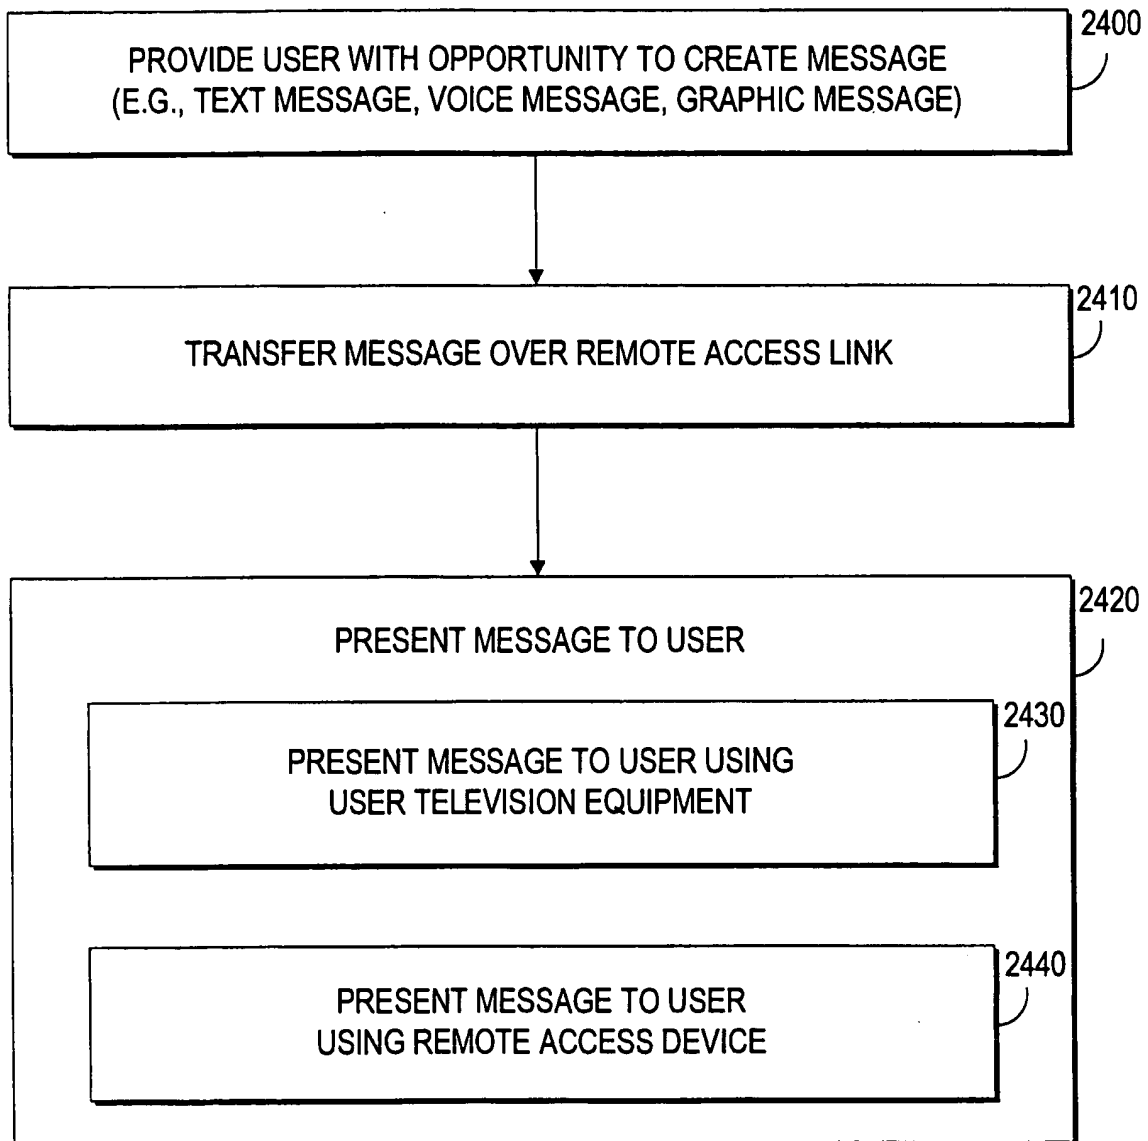 2400
PROVIDE USER WITH OPPORTUNITY TO CREATE MESSAGE
(E.G., TEXT MESSAGE, VOICE MESSAGE, GRAPHIC MESSAGE)
2410
TRANSFER MESSAGE OVER REMOTE ACCESS LINK
2420
PRESENT MESSAGE TO USER
2430
PRESENT MESSAGE TO USER USING
USER TELEVISION EQUIPMENT
2440
PRESENT MESSAGE TO USER
USING REMOTE ACCESS DEVICE